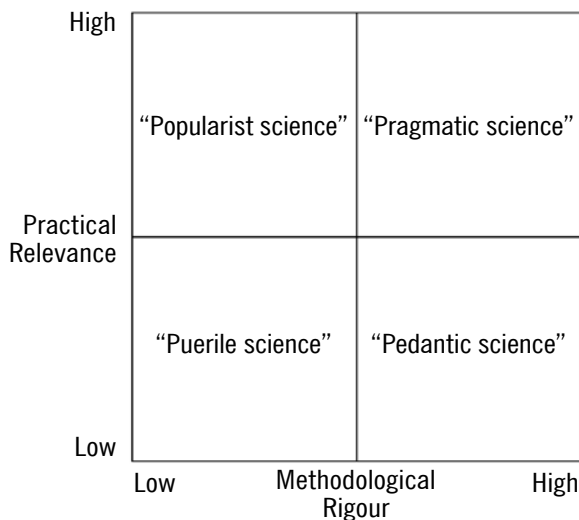 High
“Popularist science” “Pragmatic science”
Practical
Relevance
“Puerile science” “Pedantic science”
Low
Low Methodological High
Rigour